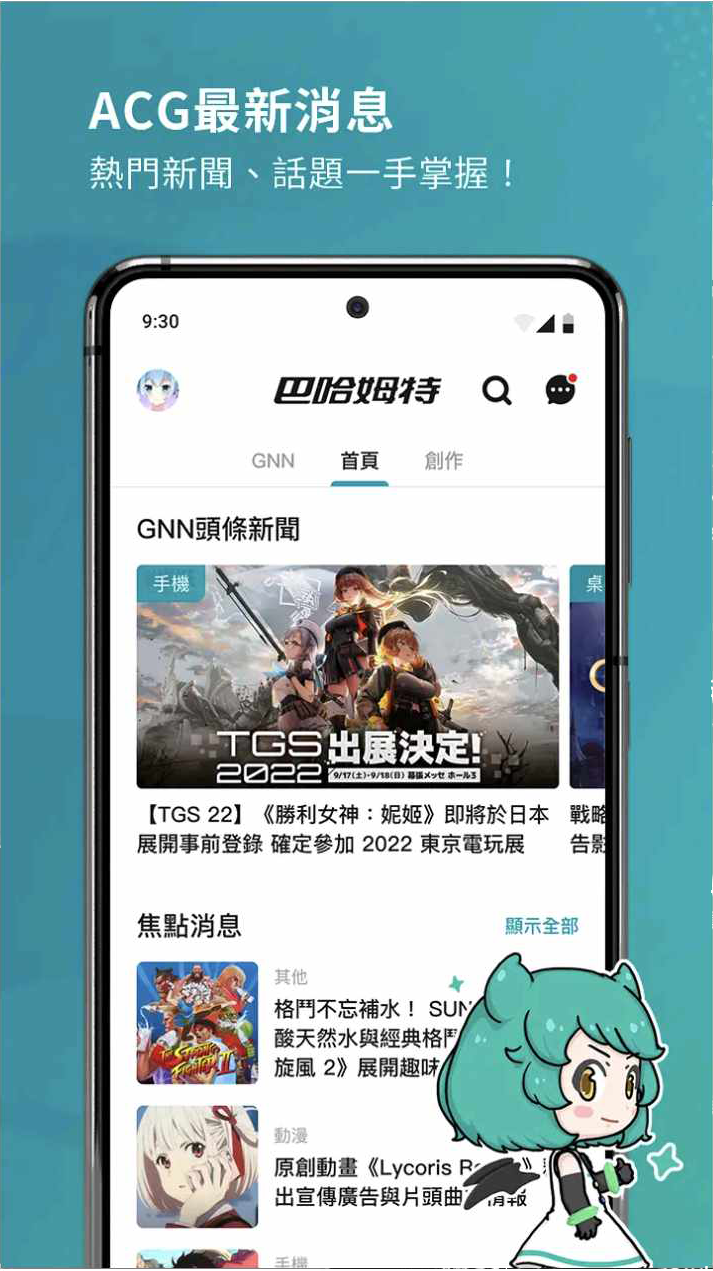 ACG最新消息
熱門新聞、話題一手掌握！
9:30
巴哈姆特
GNN
首頁
創作
GNN頭條新聞
手機
桌
TGS 2022
出展決定!
9/17(土)-9/18(日) 幕張メッセ ホール3
【TGS 22】《勝利女神：妮姬》即將於日本
展開事前登錄 確定參加 2022 東京電玩展
戰略
告影
焦點消息
顯示全部
其他
格鬥不忘補水！ SUN
酸天然水與經典格鬥
旋風 2》展開趣味
STREET FIGHTER II
動漫
原創動畫《Lycoris R
出宣傳廣告與片頭曲
情報
手機